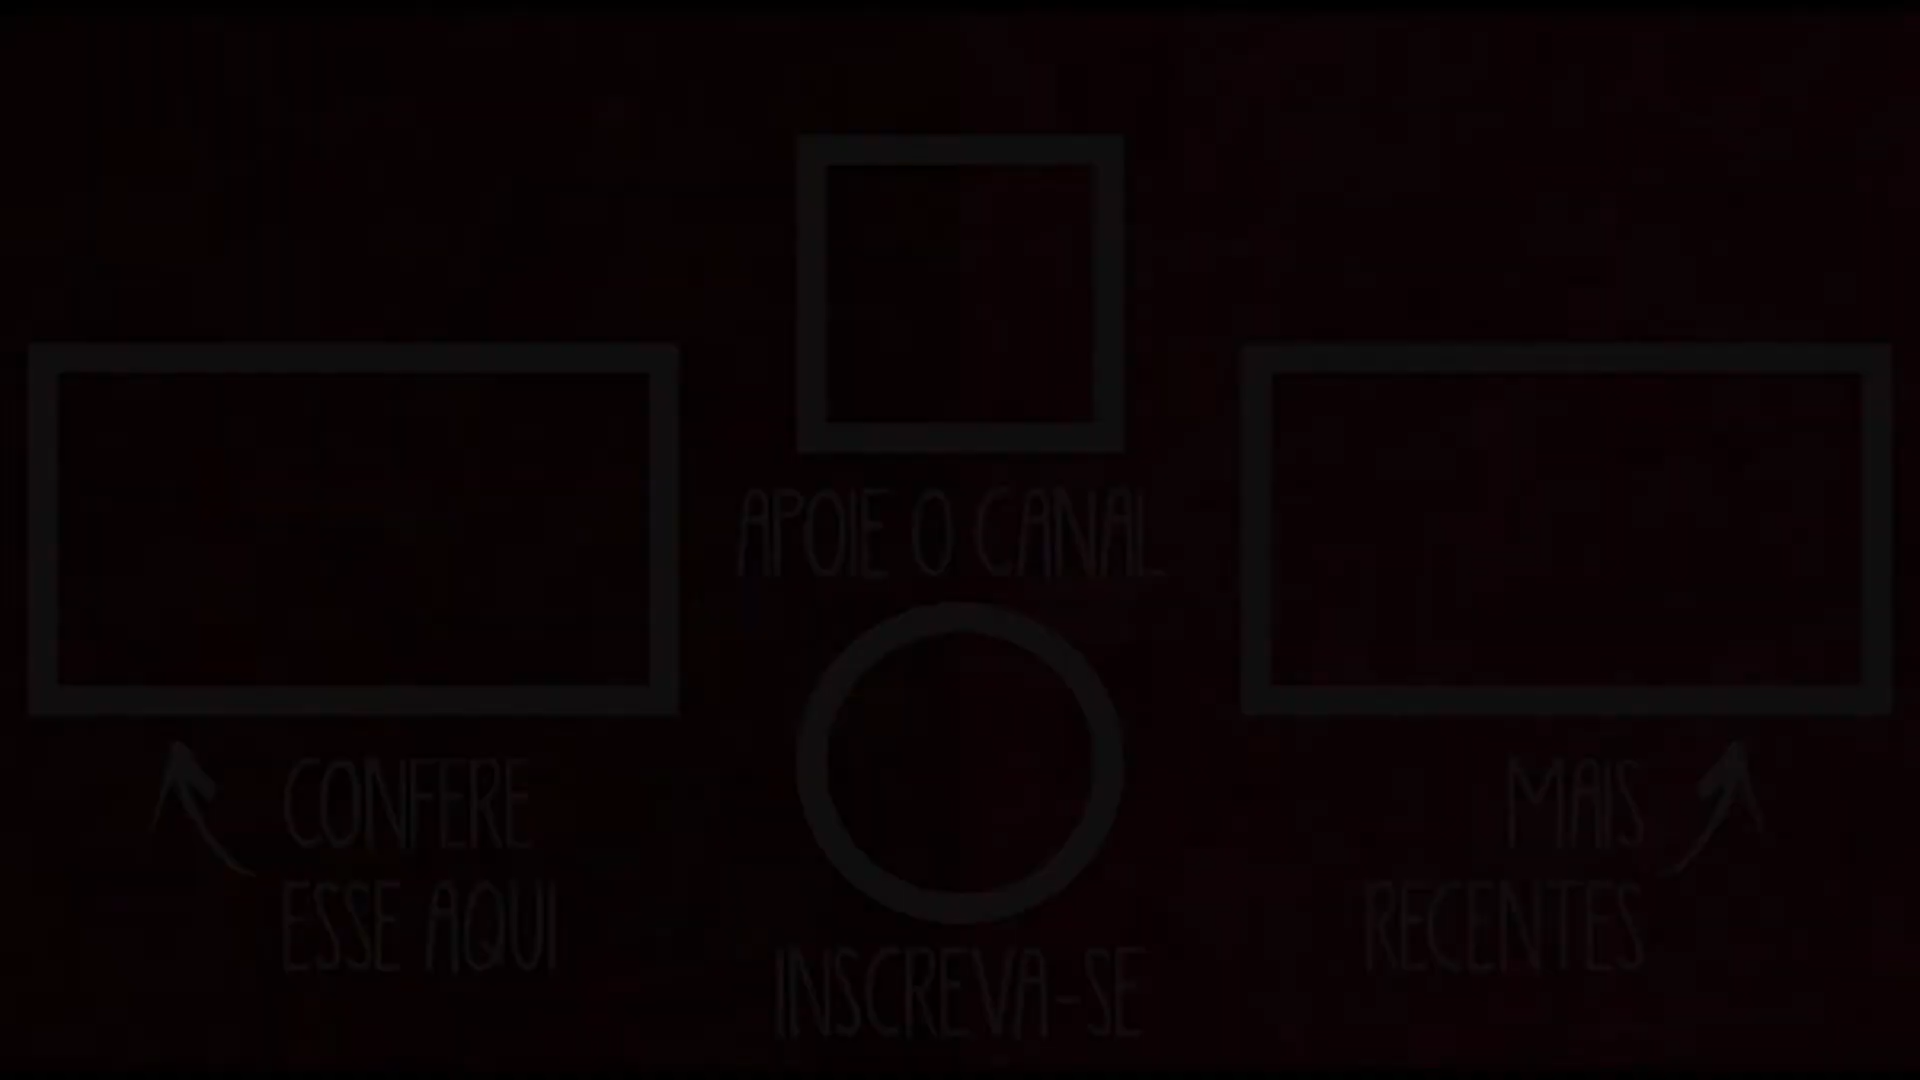 APOIE O CANAL
CONFERE
ESSE AQUI
INSCREVA-SE
MAIS
RECENTES